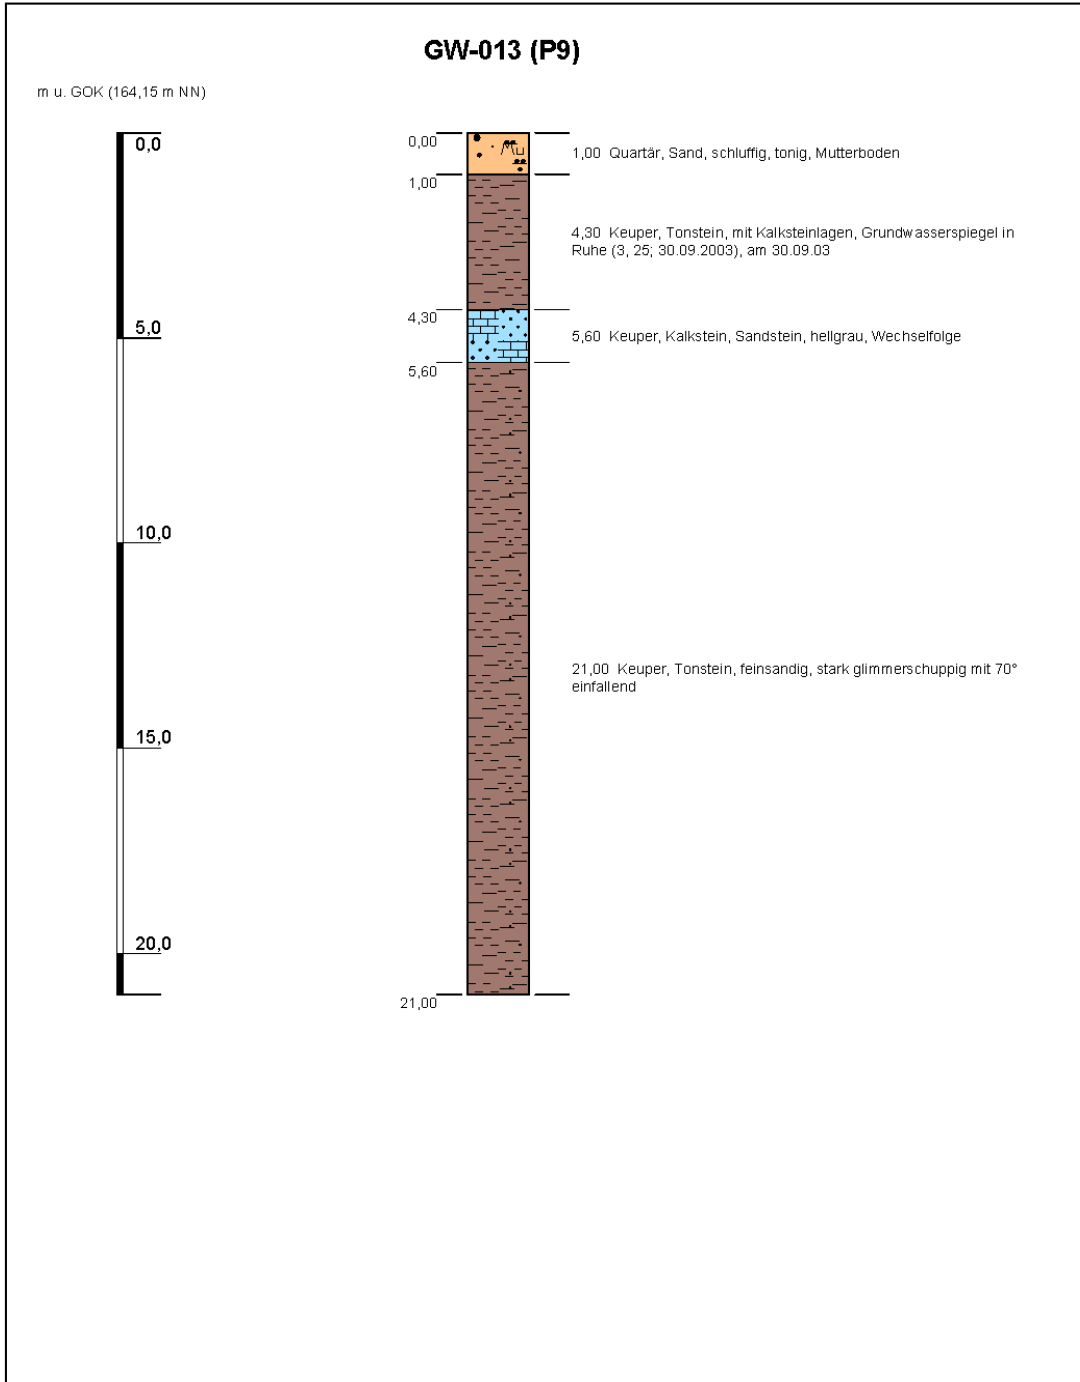 GW-013 (P9)
m u. GOK (164,15 m NN)
0,0
5,0
10,0
15,0
20,0
0,00
1,00
4,30
5,60
21,00
Mu
1,00 Quartär, Sand, schluffig, tonig, Mutterboden
4,30 Keuper, Tonstein, mit Kalksteinlagen, Grundwasserspiegel in
Ruhe (3, 25; 30.09.2003), am 30.09.03
5,60 Keuper, Kalkstein, Sandstein, hellgrau, Wechselfolge
21,00 Keuper, Tonstein, feinsandig, stark glimmerschuppig mit 70°
einfallend